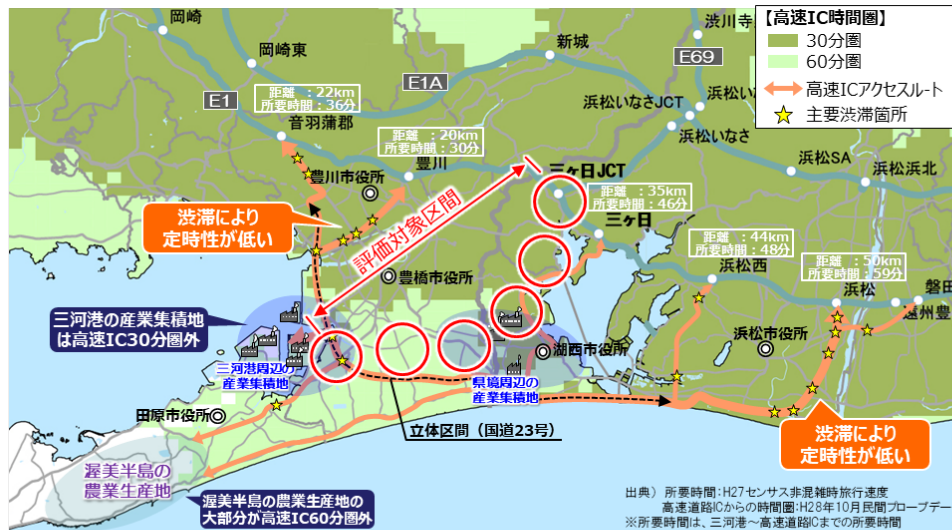 岡崎
岡崎東
新城
渋川寺
【高速IC時間圏】
30分圏
60分圏
高速ICアクセスルート
主要渋滞箇所
E1
E1A
E69
距離　：22km
所要時間：36分
音羽蒲郡
距離　：20km
所要時間：30分
豊川
浜松いなさJCT
浜松い
浜松いなさ
浜松SA
浜松浜北
豊川市役所
三ヶ日JCT
距離　：35km
所要時間：46分
三ヶ日
渋滞により
定時性が低い
評価対象区間
豊橋市役所
距離　：44km
所要時間：48分
浜松西
距離　：50km
所要時間：59分
浜松
磐田
遠州豊
三河港の産業集積地
は高速IC30分圏外
三河港周辺の
産業集積地
湖西市役所
県境周辺の
産業集積地
浜松市役所
田原市役所
立体区間（国道23号）
渋滞により
定時性が低い
渥美半島の
農業生産地
渥美半島の農業生産地の
大部分が高速IC60分圏外
出典）所要時間：H27センサス非混雑時旅行速度
高速道路ICからの時間圏：H28年10月民間プローブデー
※所要時間は、三河港～高速道路ICまでの所要時間